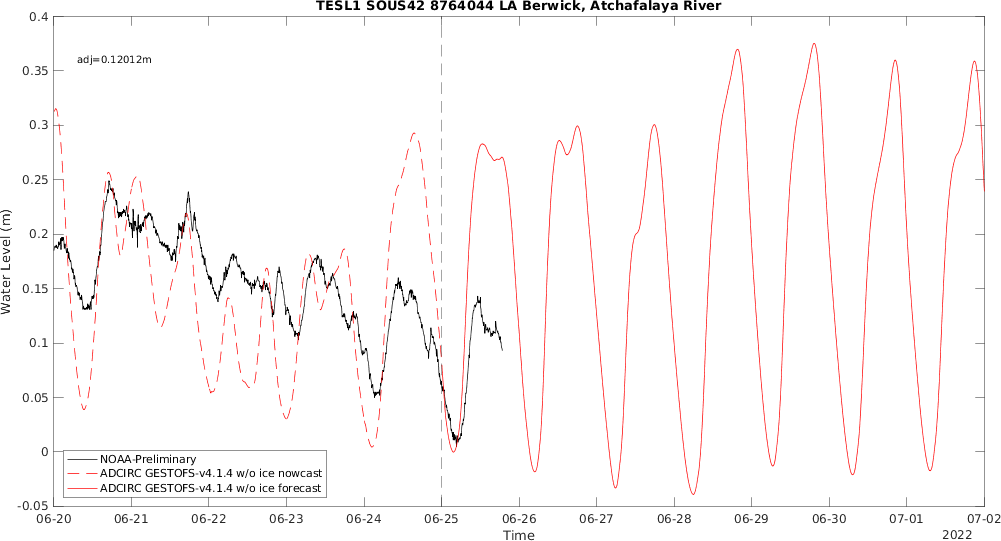 TESL1 SOUS42 8764044 LA Berwick, Atchafalaya River
adj=0.12012m
0.4
0.35
0.3
0.25
0.2
0.15
0.1
0.05
0
-0.05
Water Level (m)
NOAA-Preliminary
ADCIRC GESTOFS-v4.1.4 w/o ice nowcast
ADCIRC GESTOFS-v4.1.4 w/o ice forecast
06-20 06-21 06-22 06-23 06-24 06-25 06-26 06-27 06-28 06-29 06-30 07-01 07-02
Time
2022